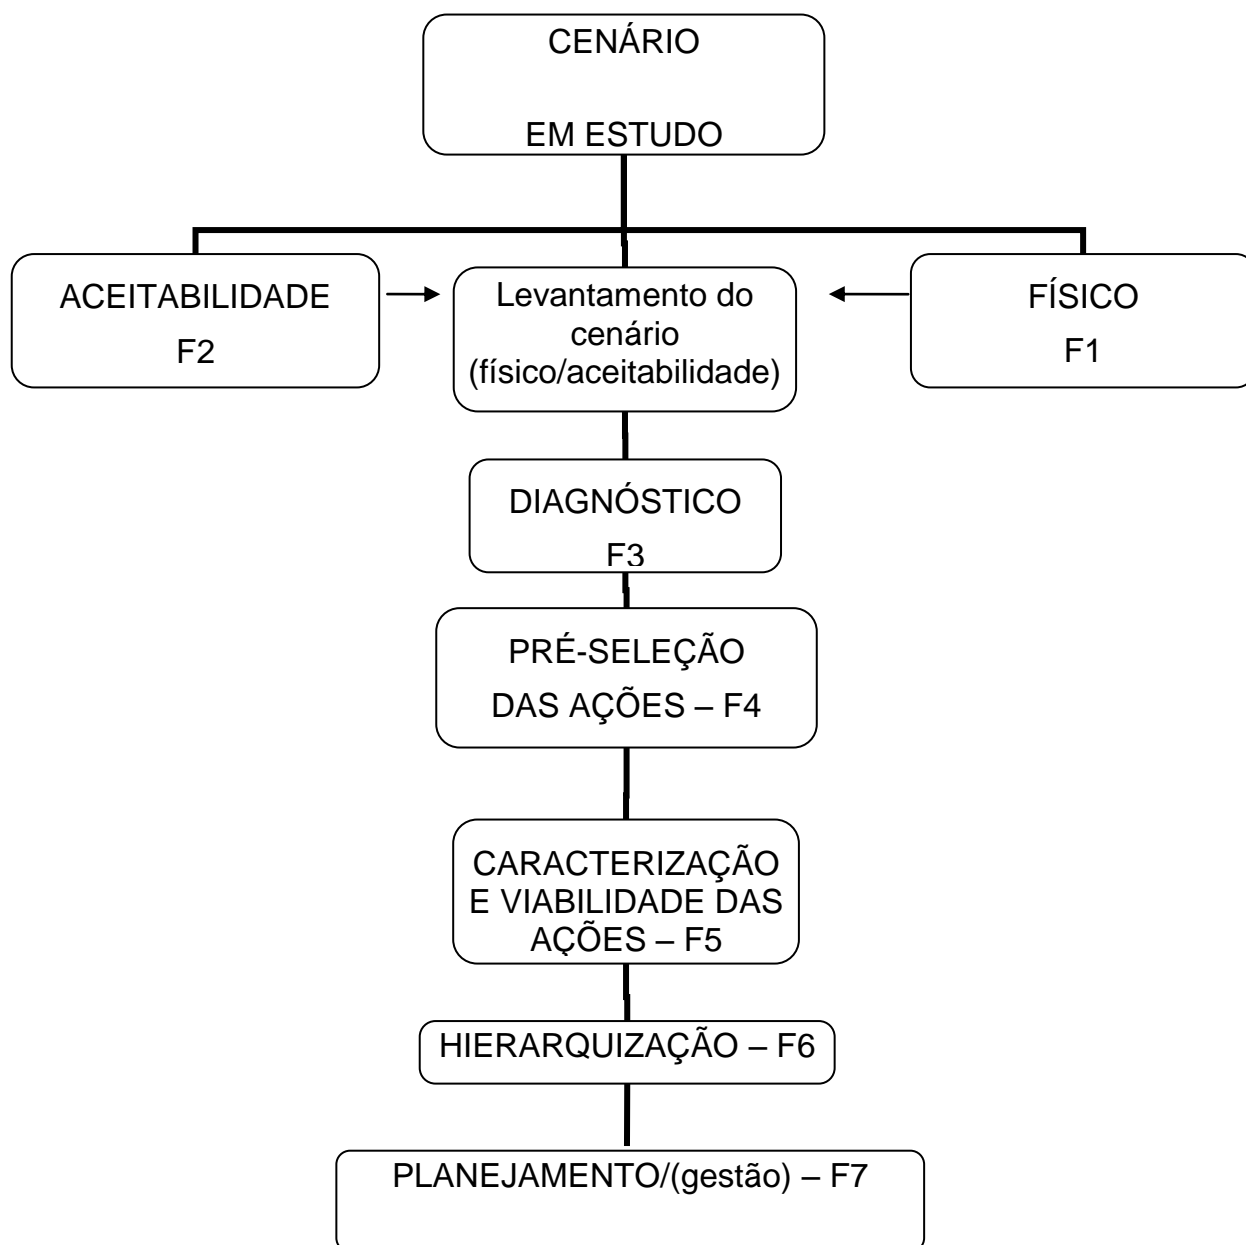 CENÁRIO
EM ESTUDO
ACEITABILIDADE
F2
Levantamento do
cenário
(físico/aceitabilidade)
FÍSICO
F1
DIAGNÓSTICO
F3
PRÉ-SELEÇÃO
DAS AÇÕES – F4
CARACTERIZAÇÃO
E VIABILIDADE DAS
AÇÕES – F5
HIERARQUIZAÇÃO – F6
PLANEJAMENTO/(gestão) – F7